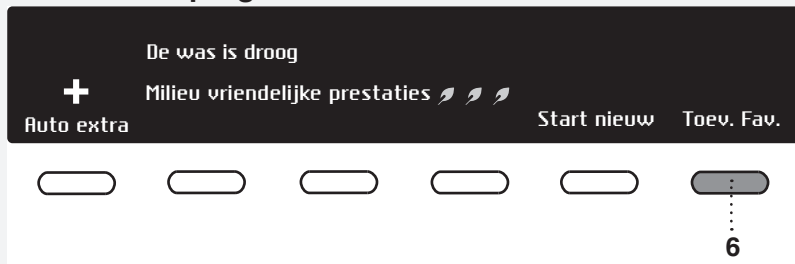 De was is droog
Milieu vriendelijke prestaties
+
Auto extra
Start nieuw
Toev. Fav.
6